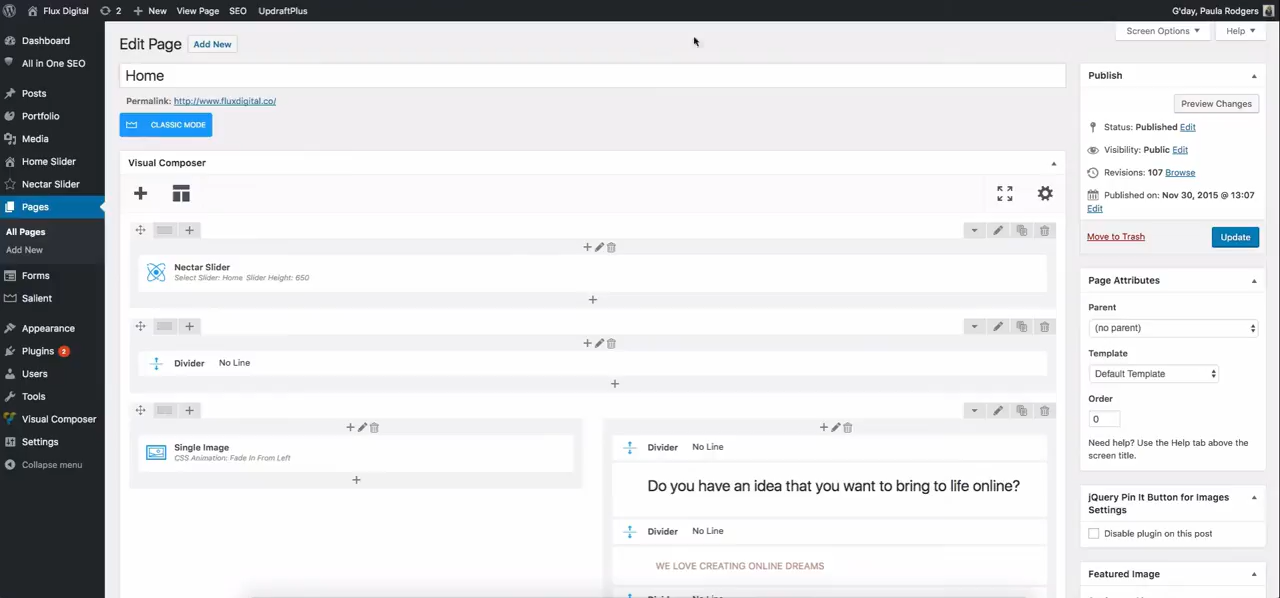 Flux Digital 2 New View Page SEO UpdraftPlus G'day, Paula Rodgers
Dashboard
All in One SEO
Posts
Portfolio
Media
Home Slider
Nectar Slider
Pages
All Pages
Add New
Forms
Salient
Appearance
Plugins 2
Users
Tools
Visual Composer
Settings
Collapse menu
Screen Options Help
Edit Page Add New
Home
Permalink: http://www.fluxdigital.co/
CLASSIC MODE
Visual Composer
Nectar Slider
Select Slider: Home Slider Height: 650
Divider No Line
Single Image
CSS Animation: Fade In From Left
Divider No Line
Do you have an idea that you want to bring to life online?
Divider No Line
WE LOVE CREATING ONLINE DREAMS
Publish
Preview Changes
Status: Published Edit
Visibility: Public Edit
Revisions: 107 Browse
Published on: Nov 30, 2015 @ 13:07
Edit
Move to Trash Update
Page Attributes
Parent
(no parent)
Template
Default Template
Order
0
Need help? Use the Help tab above the
screen title.
jQuery Pin It Button for Images
Settings
Disable plugin on this post
Featured Image